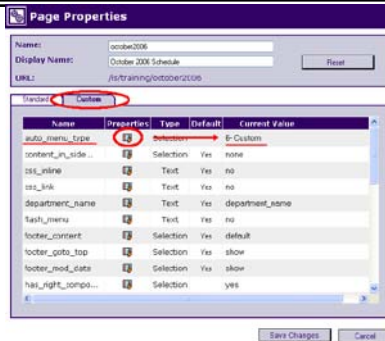 Page Properties
Name: october2006
Display Name: October 2006 Schedule
Reset
URL: /is/training/october2006
Standard Custom
Name Properties Type Default Current Value
auto_menu_type Selection 6- Custom
content_in_side ... Selection Yes none
css_inline Text Yes no
css_link Text Yes no
department_name Text Yes department_name
flash_menu Text Yes no
footer_content Selection Yes default
footer_goto_top Selection Yes show
footer_mod_date Selection Yes show
has_right_compo... Selection yes
Save Changes Cancel